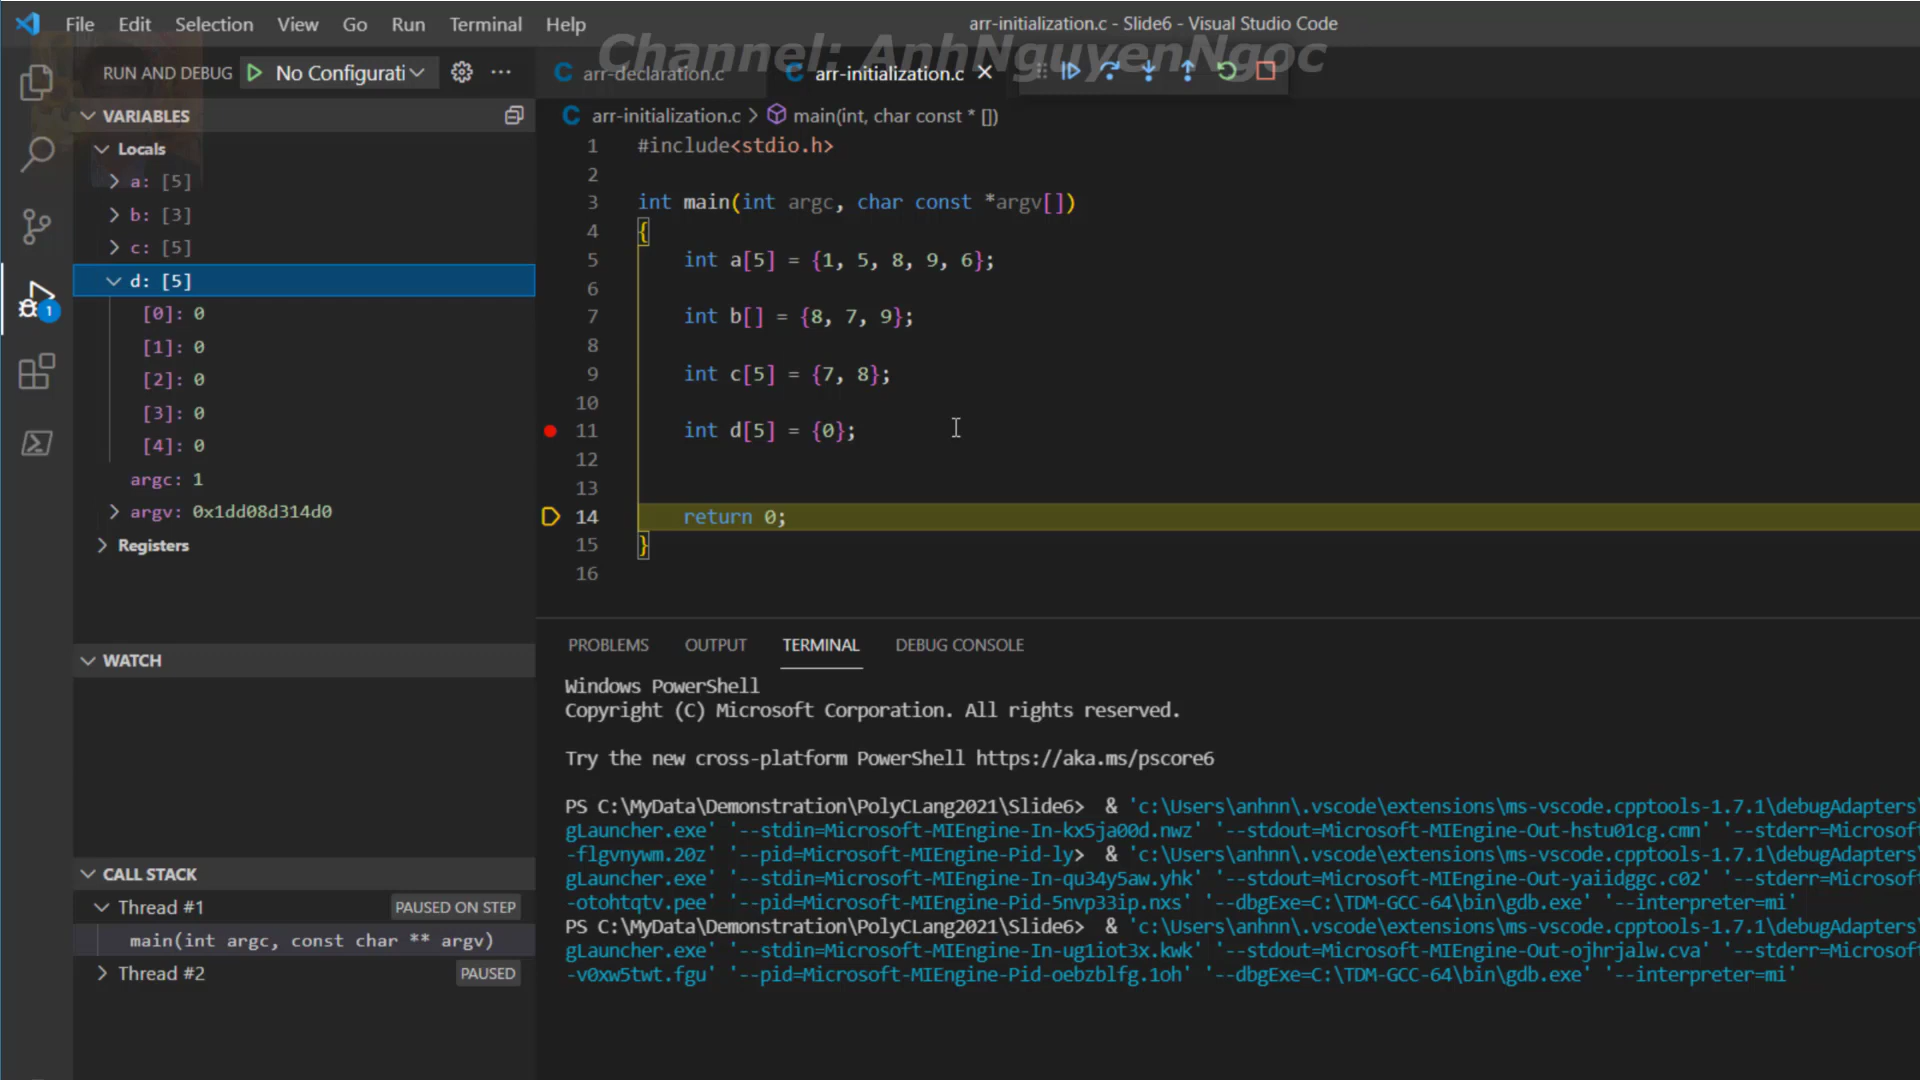 File Edit Selection View Go Run Terminal Help
arr-initialization.c - Slide6 - Visual Studio Code
Channel: AnhNguyenNgoc
RUN AND DEBUG No Configurati
arr-declaration.c arr-initialization.c
VARIABLES
arr-initialization.c > main(int, char const * [])
Locals
a: [5]
b: [3]
c: [5]
d: [5]
[0]: 0
[1]: 0
[2]: 0
[3]: 0
[4]: 0
argc: 1
argv: 0x1dd08d314d0
Registers
WATCH
CALL STACK
Thread #1 PAUSED ON STEP
main(int argc, const char ** argv)
Thread #2 PAUSED
1
1 #include<stdio.h>
2
3 int main(int argc, char const *argv[])
4 {
5 int a[5] = {1, 5, 8, 9, 6};
6
7 int b[] = {8, 7, 9};
8
9 int c[5] = {7, 8};
10
11 int d[5] = {0};
12
13
14 return 0;
15 }
16
PROBLEMS OUTPUT TERMINAL DEBUG CONSOLE
Windows PowerShell
Copyright (C) Microsoft Corporation. All rights reserved.
Try the new cross-platform PowerShell https://aka.ms/pscore6
PS C:\MyData\Demonstration\PolyCLang2021\Slide6> & 'c:\Users\anhnn\.vscode\extensions\ms-vscode.cpptools-1.7.1\debugAdapters\
gLauncher.exe' '--stdin=Microsoft-MIEngine-In-kx5ja00d.nwz' '--stdout=Microsoft-MIEngine-Out-hstu01cg.cmn' '--stderr=Microsof
-flgvnywm.20z' '--pid=Microsoft-MIEngine-Pid-ly> & 'c:\Users\anhnn\.vscode\extensions\ms-vscode.cpptools-1.7.1\debugAdapters\
gLauncher.exe' '--stdin=Microsoft-MIEngine-In-qu34y5aw.yhk' '--stdout=Microsoft-MIEngine-Out-yaiidggc.c02' '--stderr=Microsof
-otohtqtv.pee' '--pid=Microsoft-MIEngine-Pid-5nvp33ip.nxs' '--dbgExe=C:\TDM-GCC-64\bin\gdb.exe' '--interpreter=mi'
PS C:\MyData\Demonstration\PolyCLang2021\Slide6> & 'c:\Users\anhnn\.vscode\extensions\ms-vscode.cpptools-1.7.1\debugAdapters\
gLauncher.exe' '--stdin=Microsoft-MIEngine-In-ug1iot3x.kwk' '--stdout=Microsoft-MIEngine-Out-ojhrjalw.cva' '--stderr=Microsof
-v0xw5twt.fgu' '--pid=Microsoft-MIEngine-Pid-oebzblfg.1oh' '--dbgExe=C:\TDM-GCC-64\bin\gdb.exe' '--interpreter=mi'